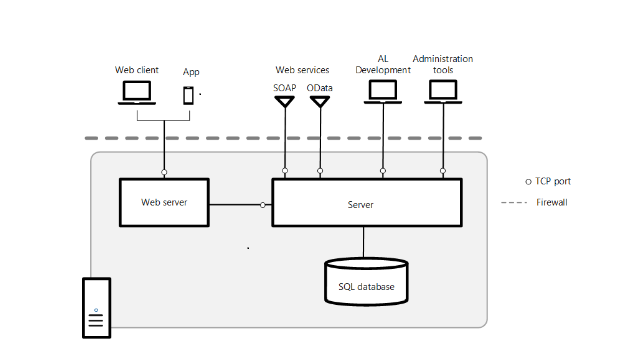 Web client
App
Web services
SOAP
OData
AL
Development
Administration
tools
TCP port
Firewall
Web server
Server
SQL database